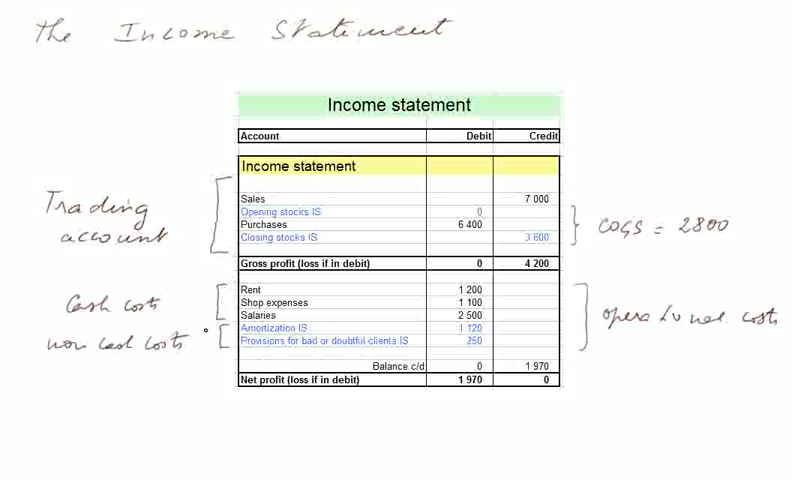 The Income Statement
Income statement
Account Debit Credit
Income statement
Trading account
Sales 7 000
Opening stocks IS 0
Purchases 6 400
Closing stocks IS 3 600
COGS = 2800
Gross profit (loss if in debit) 0 4 200
Cash costs
Rent 1 200
Shop expenses 1 100
Salaries 2 500
operational costs
non cash costs
Amortization IS 1 120
Provisions for bad or doubtful clients IS 250
Balance c/d 0 1 970
Net profit (loss if in debit) 1 970 0